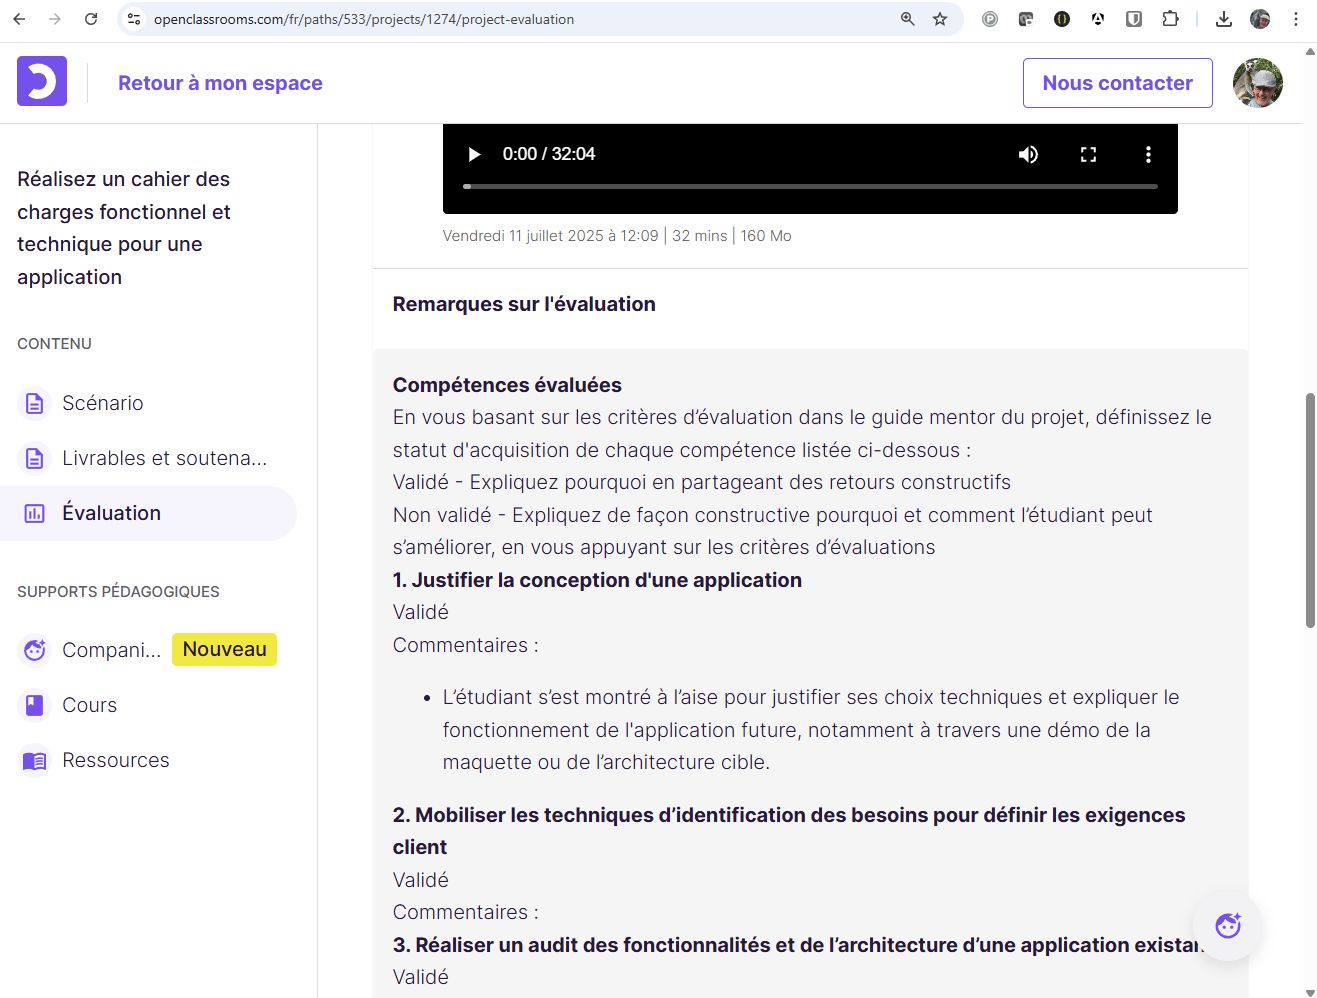 openclassrooms.com/fr/paths/533/projects/1274/project-evaluation
Retour à mon espace
Nous contacter
Réalisez un cahier des
charges fonctionnel et
technique pour une
application
CONTENU
Scénario
Livrables et soutena...
Évaluation
SUPPORTS PÉDAGOGIQUES
Compani... Nouveau
Cours
Ressources
0:00 / 32:04
Vendredi 11 juillet 2025 à 12:09 | 32 mins | 160 Mo
Remarques sur l'évaluation
Compétences évaluées
En vous basant sur les critères d’évaluation dans le guide mentor du projet, définissez le
statut d'acquisition de chaque compétence listée ci-dessous :
Validé - Expliquez pourquoi en partageant des retours constructifs
Non validé - Expliquez de façon constructive pourquoi et comment l’étudiant peut
s’améliorer, en vous appuyant sur les critères d’évaluations
1. Justifier la conception d'une application
Validé
Commentaires :
• L’étudiant s’est montré à l’aise pour justifier ses choix techniques et expliquer le
fonctionnement de l'application future, notamment à travers une démo de la
maquette ou de l’architecture cible.
2. Mobiliser les techniques d’identification des besoins pour définir les exigences
client
Validé
Commentaires :
3. Réaliser un audit des fonctionnalités et de l’architecture d’une application
Validé